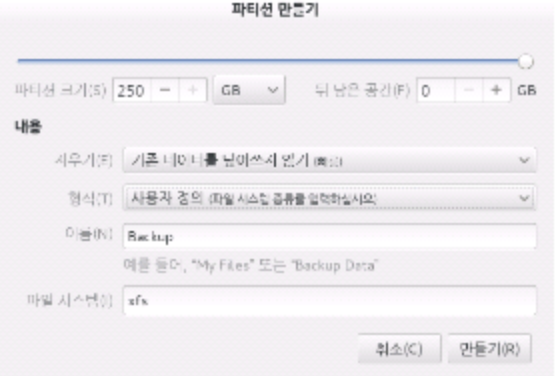 파티션 만들기
파티션 크기(S) 250 − + GB 뒤 남은 공간(F) 0 − + GB
내용
지우기(E) 기존 데이터를 덮어쓰지 않기 (빠름)
형식(T) 사용자 정의 (파일 시스템 종류를 입력하십시오)
이름(N) Backup
예를 들어, “My Files” 또는 “Backup Data”
파일 시스템(I) xfs
취소(C) 만들기(R)